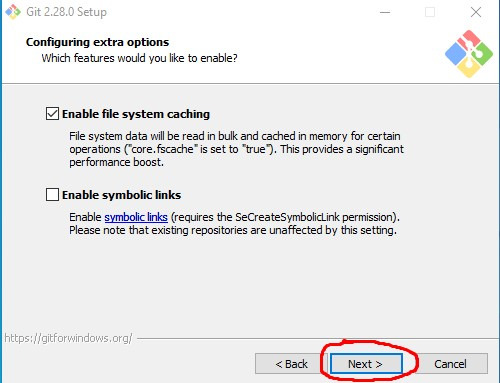 Git 2.28.0 Setup
Configuring extra options
Which features would you like to enable?
Enable file system caching
File system data will be read in bulk and cached in memory for certain
operations ("core.fscache" is set to "true"). This provides a significant
performance boost.
Enable symbolic links
Enable symbolic links (requires the SeCreateSymbolicLink permission).
Please note that existing repositories are unaffected by this setting.
https://gitforwindows.org/
< Back
Next >
Cancel